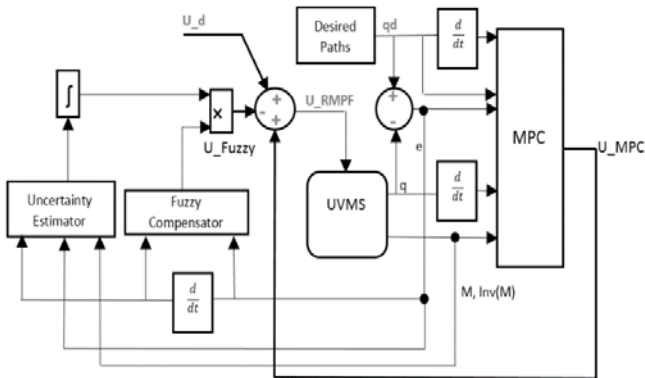 U_d
Desired
Paths
qd
d
dt
∫
+
-
+
x
U_Fuzzy
U_RMPF
+
-
e
MPC
U_MPC
Uncertainty
Estimator
Fuzzy
Compensator
UVMS
q
d
dt
d
dt
M, Inv(M)